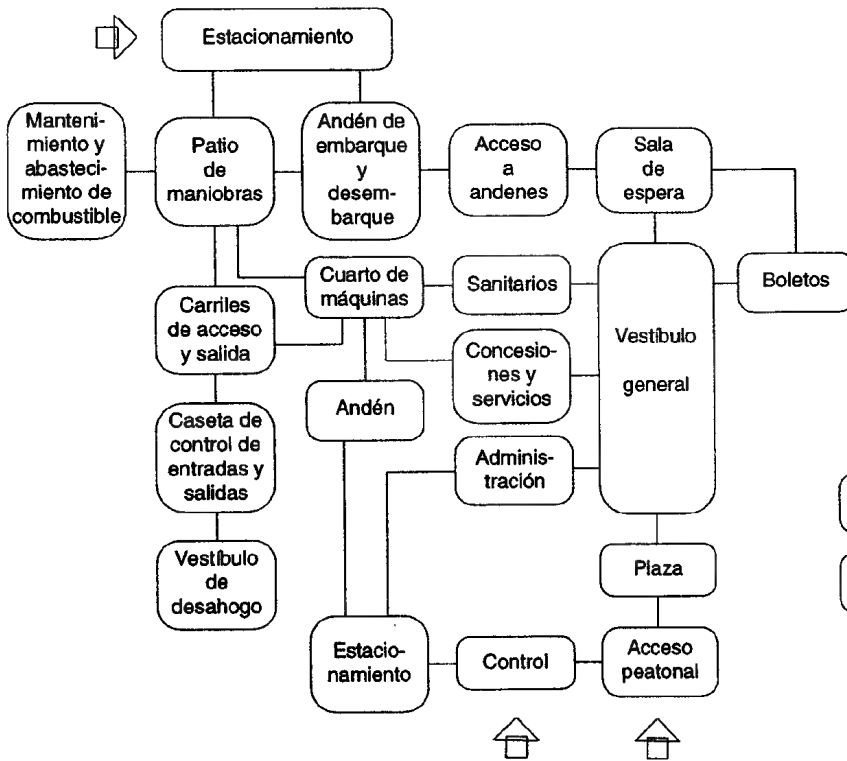 Estacionamiento
Manteni-
miento y
abasteci-
miento de
combustible
Patio
de
maniobras
Andén de
embarque
y
desem-
barque
Acceso
a
andenes
Sala
de
espera
Cuarto de
máquinas
Sanitarios
Boletos
Carriles
de acceso
y salida
Concesio-
nes y
servicios
Vestíbulo
general
Andén
Caseta de
control de
entradas y
salidas
Adminis-
tración
Vestíbulo
de
desahogo
Plaza
Estacio-
namiento
Control
Acceso
peatonal